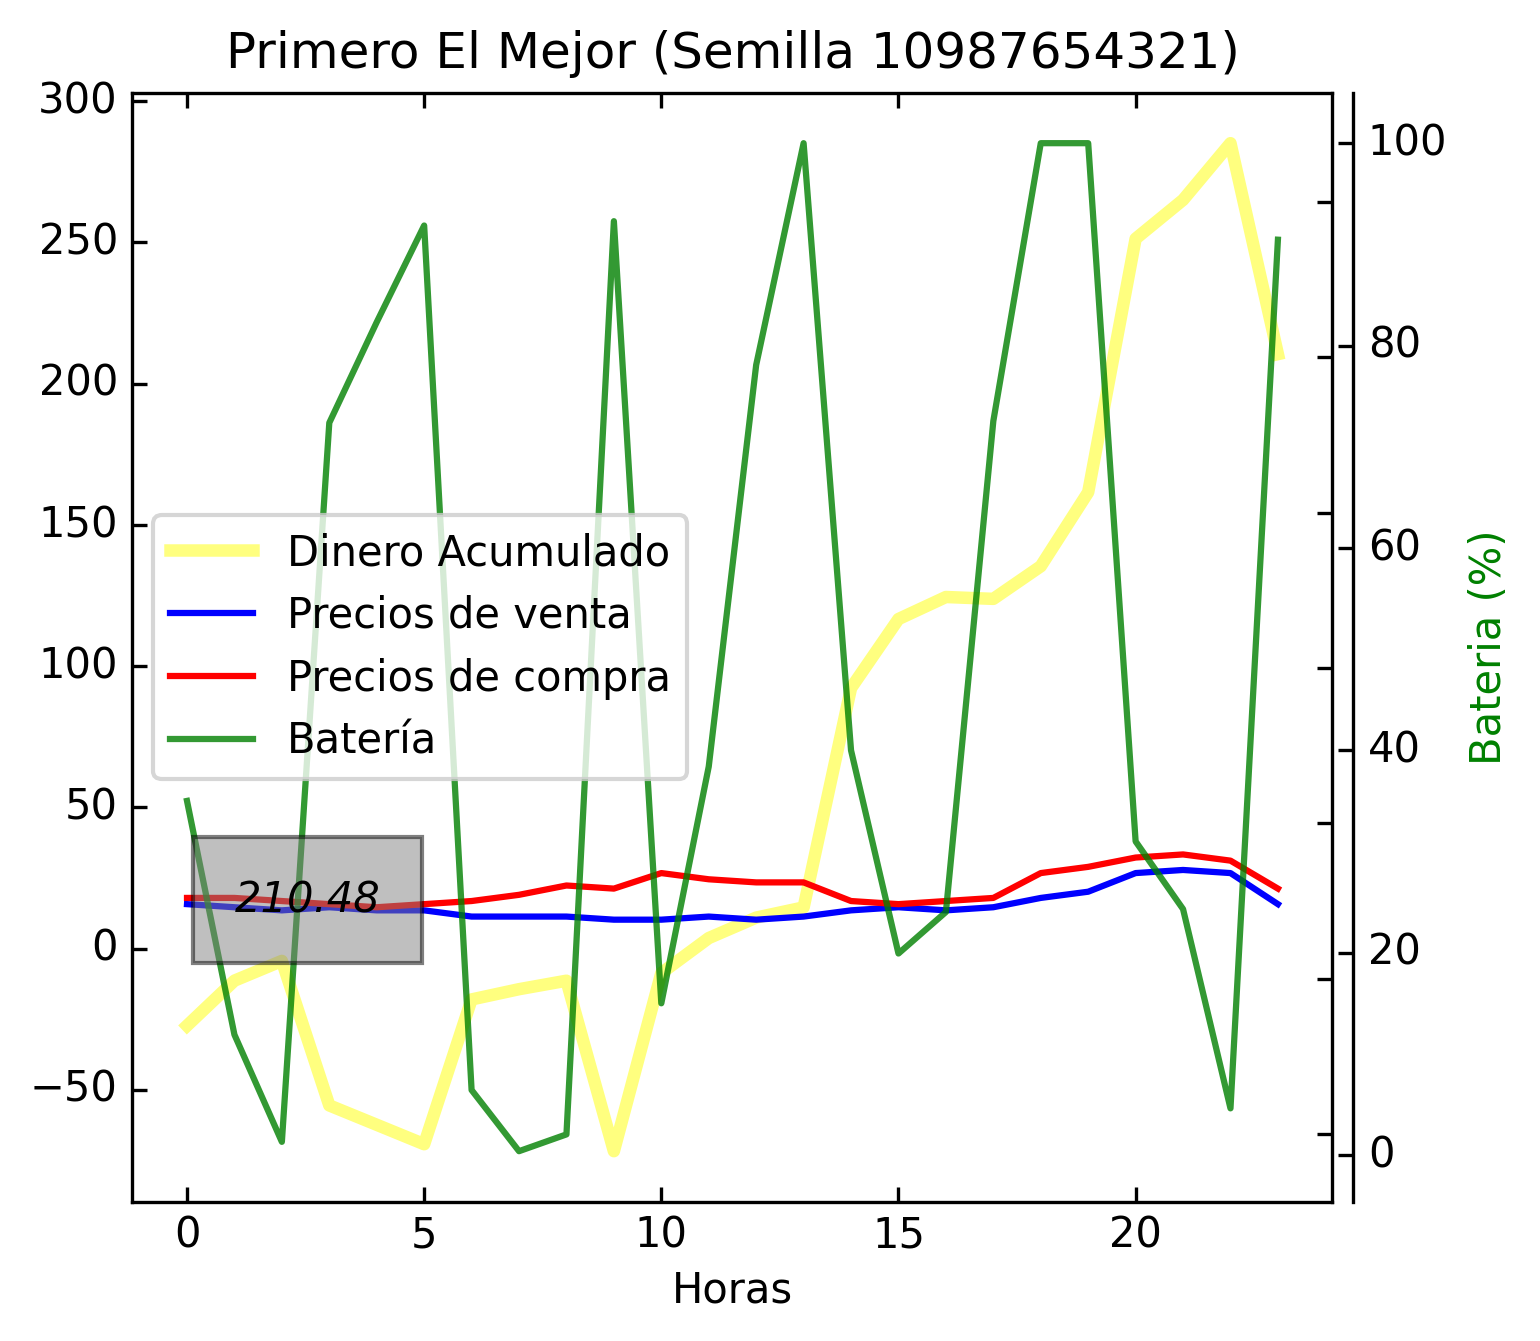 Primero El Mejor (Semilla 10987654321)
300
250
200
150
100
50
0
−50
100
80
60
40
20
0
Bateria (%)
Dinero Acumulado
Precios de venta
Precios de compra
Batería
210.48
0 5 10 15 20
Horas